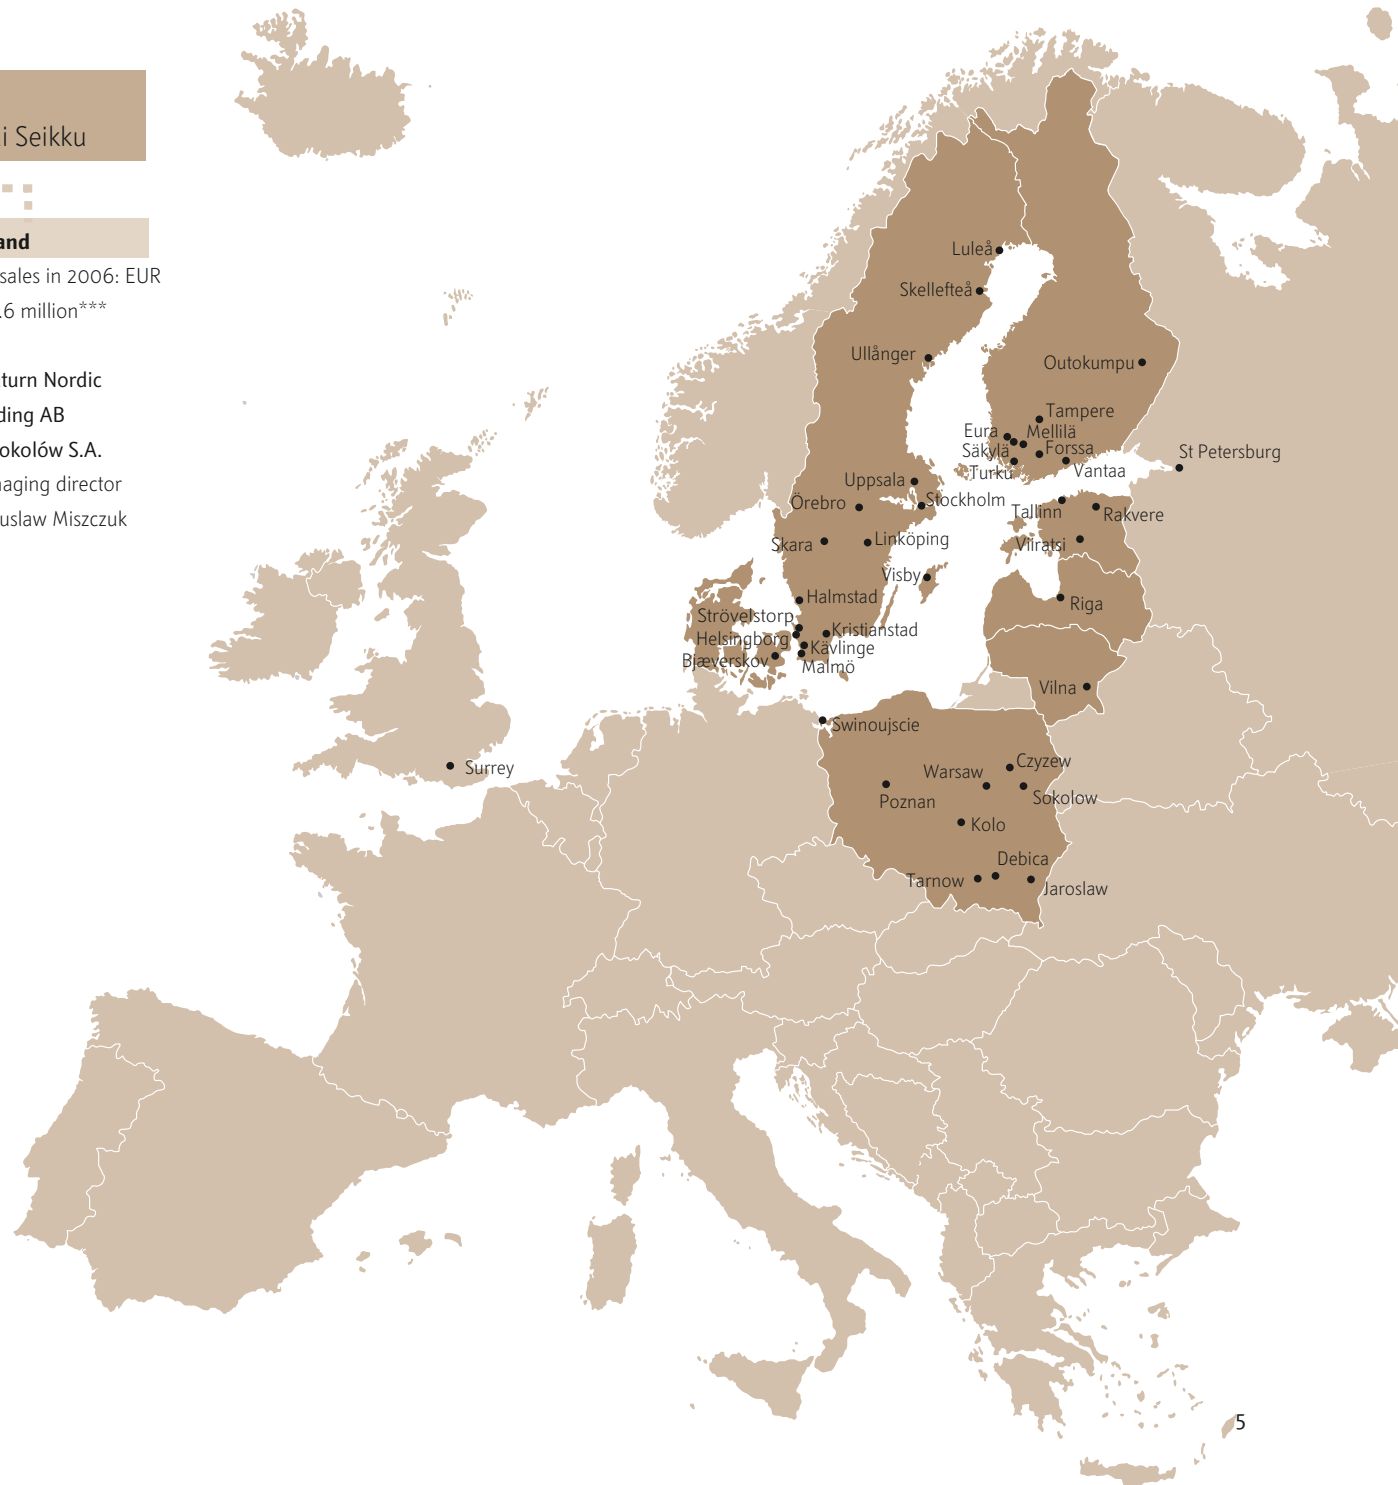 i Seikku
and
sales in 2006: EUR
.6 million***
turn Nordic
ding AB
okolów S.A.
naging director
uslaw Miszczuk
Luleå
Skellefteå
Ullånger
Outokumpu
Tampere
Eura
Mellilä
Säkylä
Forssa
Turku
Vantaa
St Petersburg
Uppsala
Örebro
Stockholm
Tallinn
Rakvere
Skara
Linköping
Viiratsi
Visby
Halmstad
Riga
Strövelstorp
Kristianstad
Helsingborg
Kävlinge
Bjæverskov
Malmö
Vilna
Swinoujscie
Surrey
Czyzew
Warsaw
Poznan
Sokolow
Kolo
Debica
Tarnow
Jaroslaw
5